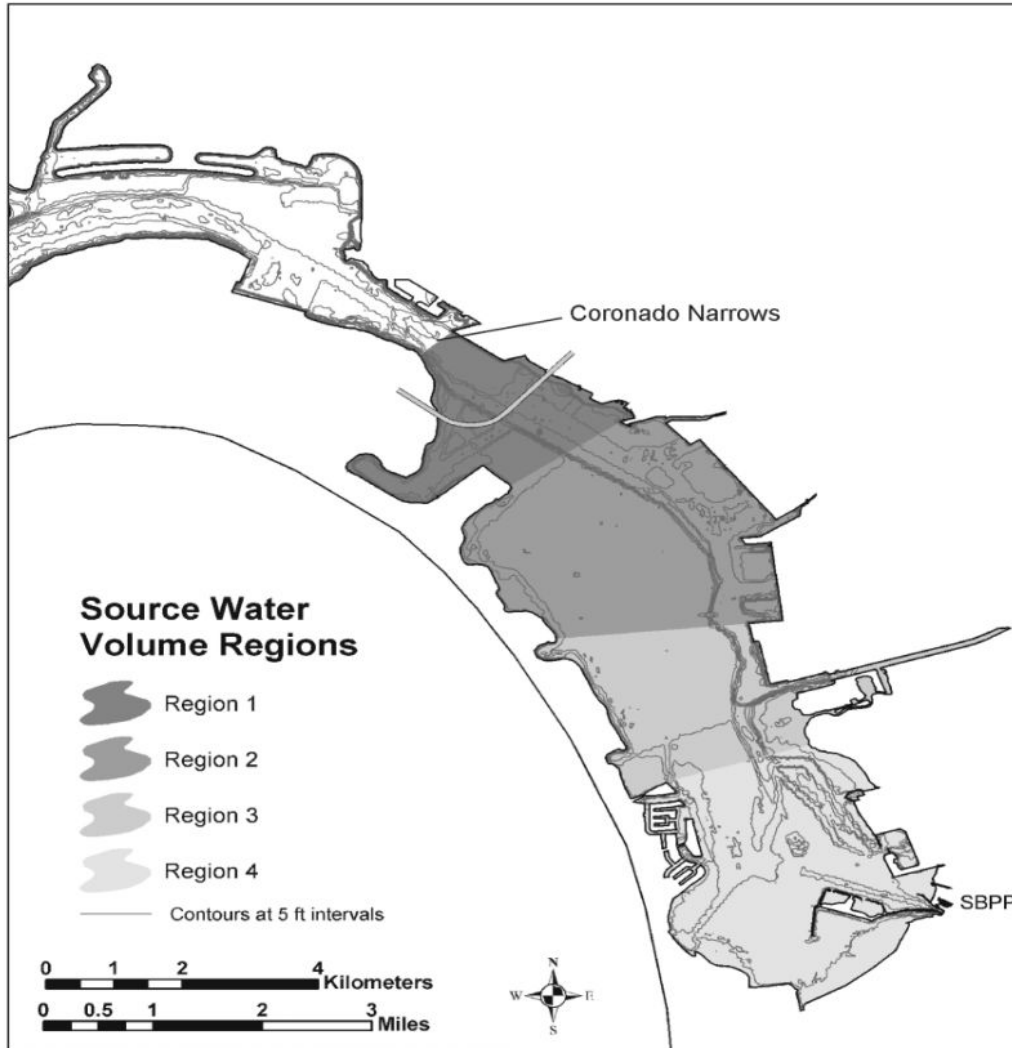 Coronado Narrows
Source Water
Volume Regions
Region 1
Region 2
Region 3
Region 4
Contours at 5 ft intervals
SBPP
0 1 2 4
Kilometers
0 0.5 1 2 3
Miles
N
W E
S